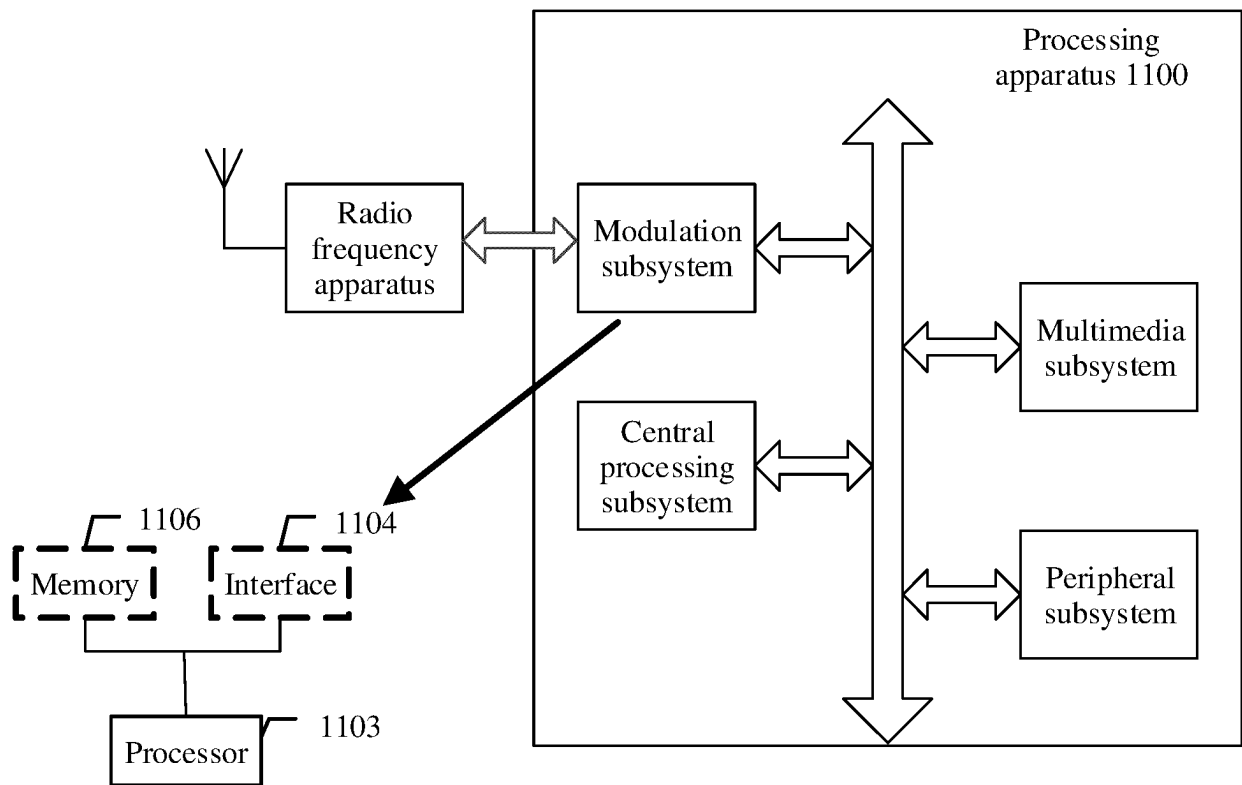 Processing
apparatus 1100
Radio
frequency
apparatus
Modulation
subsystem
Multimedia
subsystem
Central
processing
subsystem
1106
1104
Memory
Interface
Peripheral
subsystem
1103
Processor